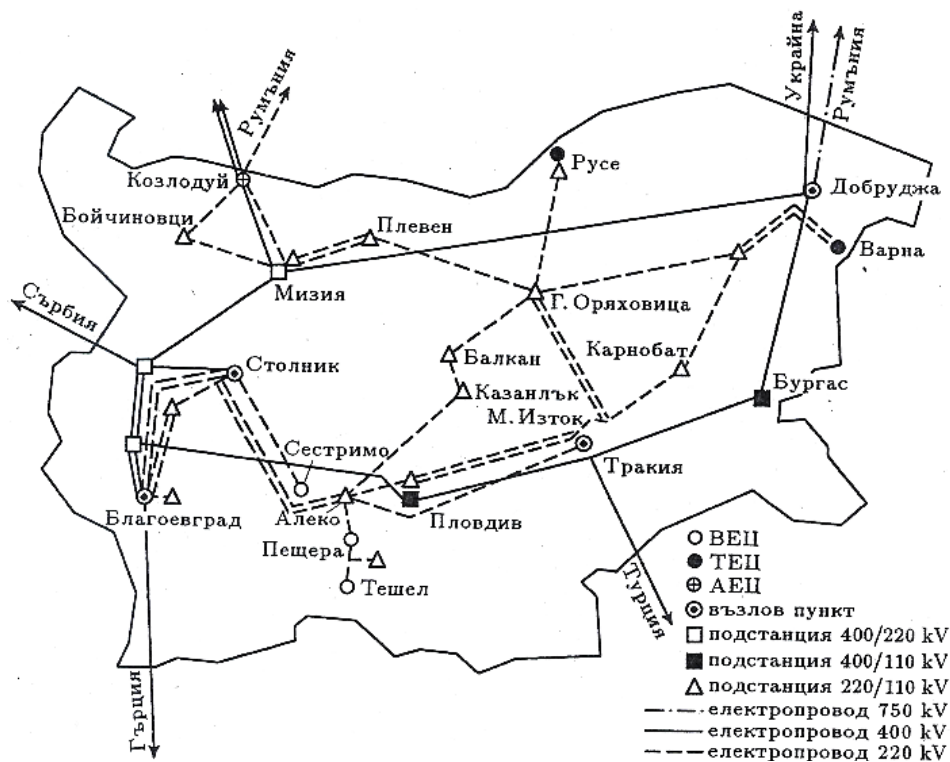 Румъния
Украйна
Румъния
Козлодуй
Русе
Добруджа
Бойчиновци
Плевен
Варна
Мизия
Г. Оряховица
Сърбия
Столник
Балкан
Карнобат
Бургас
Казанлък
М. Изток
Сестримо
Тракия
Благоевград
Алеко
Пловдив
Пещера
Тешел
Турция
Гърция
ВЕЦ
ТЕЦ
АЕЦ
възлов пункт
подстанция 400/220 kV
подстанция 400/110 kV
подстанция 220/110 kV
електропровод 750 kV
електропровод 400 kV
електропровод 220 kV